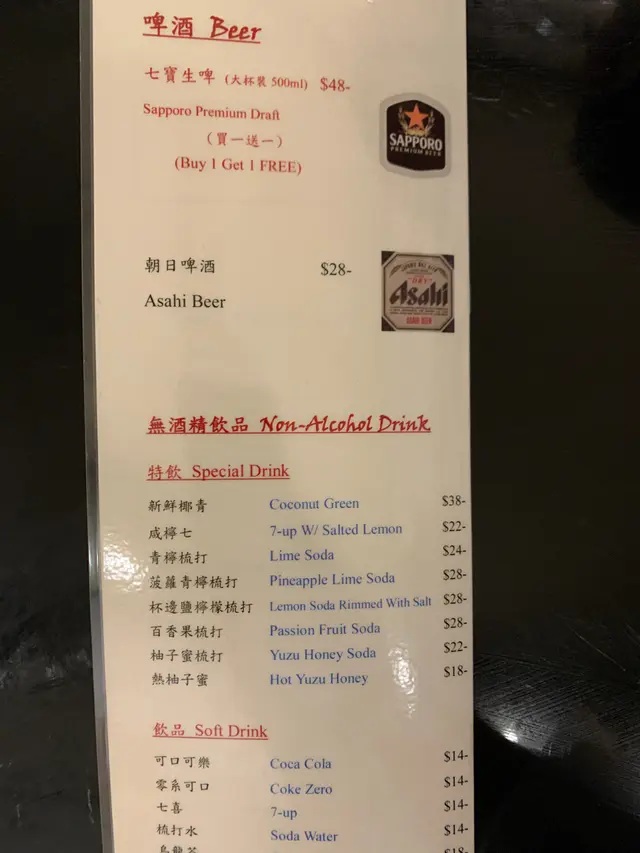 啤酒 Beer
七寶生啤 (大杯裝 500ml) $48-
Sapporo Premium Draft
(買一送一)
(Buy 1 Get 1 FREE)
SAPPORO
PREMIUM BEER
朝日啤酒 $28-
Asahi Beer
"DRY"
Asahi
ASAHI BEER
無酒精飲品 Non-Alcohol Drink
特飲 Special Drink
新鮮椰青 Coconut Green $38-
咸檸七 7-up W/ Salted Lemon $22-
青檸梳打 Lime Soda $24-
菠蘿青檸梳打 Pineapple Lime Soda $28-
杯邊鹽檸檬梳打 Lemon Soda Rimmed With Salt $28-
百香果梳打 Passion Fruit Soda $28-
柚子蜜梳打 Yuzu Honey Soda $22-
熱柚子蜜 Hot Yuzu Honey $18-
飲品 Soft Drink
可口可樂 Coca Cola $14-
零系可口 Coke Zero $14-
七喜 7-up $14-
梳打水 Soda Water $14-
烏龍茶 $18-